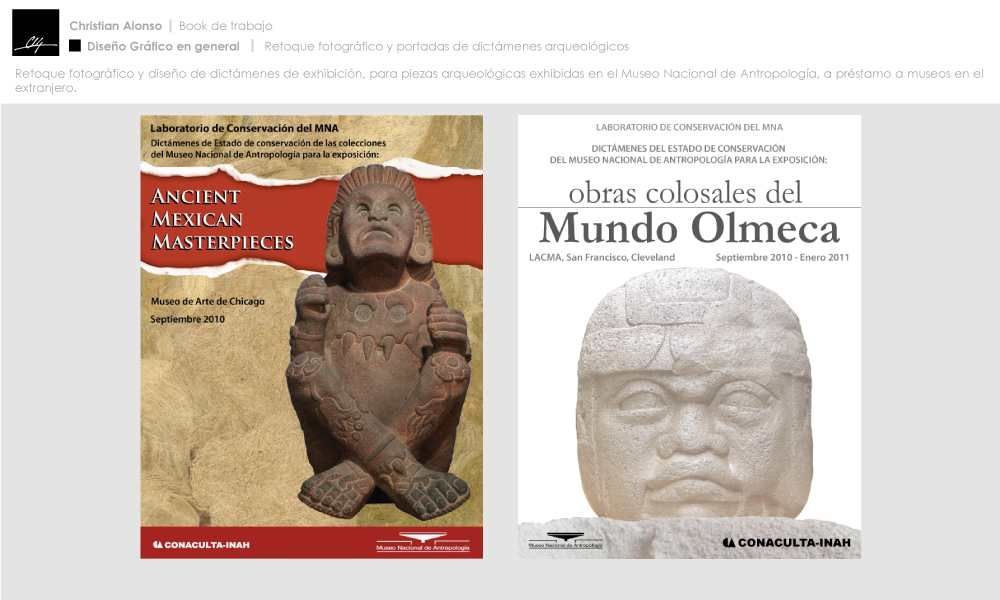 Christian Alonso | Book de trabajo
Diseño Gráfico en general | Retoque fotográfico y portadas de dictámenes arqueológicos
Retoque fotográfico y diseño de dictámenes de exhibición, para piezas arqueológicas exhibidas en el Museo Nacional de Antropología, a préstamo a museos en el
extranjero.
Laboratorio de Conservación del MNA
Dictámenes de Estado de conservación de las colecciones
del Museo Nacional de Antropología para la exposición:
ANCIENT
MEXICAN
MASTERPIECES
Museo de Arte de Chicago
Septiembre 2010
CONACULTA-INAH
Museo Nacional de Antropología
LABORATORIO DE CONSERVACIÓN DEL MNA
DICTÁMENES DEL ESTADO DE CONSERVACIÓN
DEL MUSEO NACIONAL DE ANTROPOLOGÍA PARA LA EXPOSICIÓN:
obras colosales del
Mundo Olmeca
LACMA, San Francisco, Cleveland Septiembre 2010 - Enero 2011
Museo Nacional de Antropología
CONACULTA-INAH